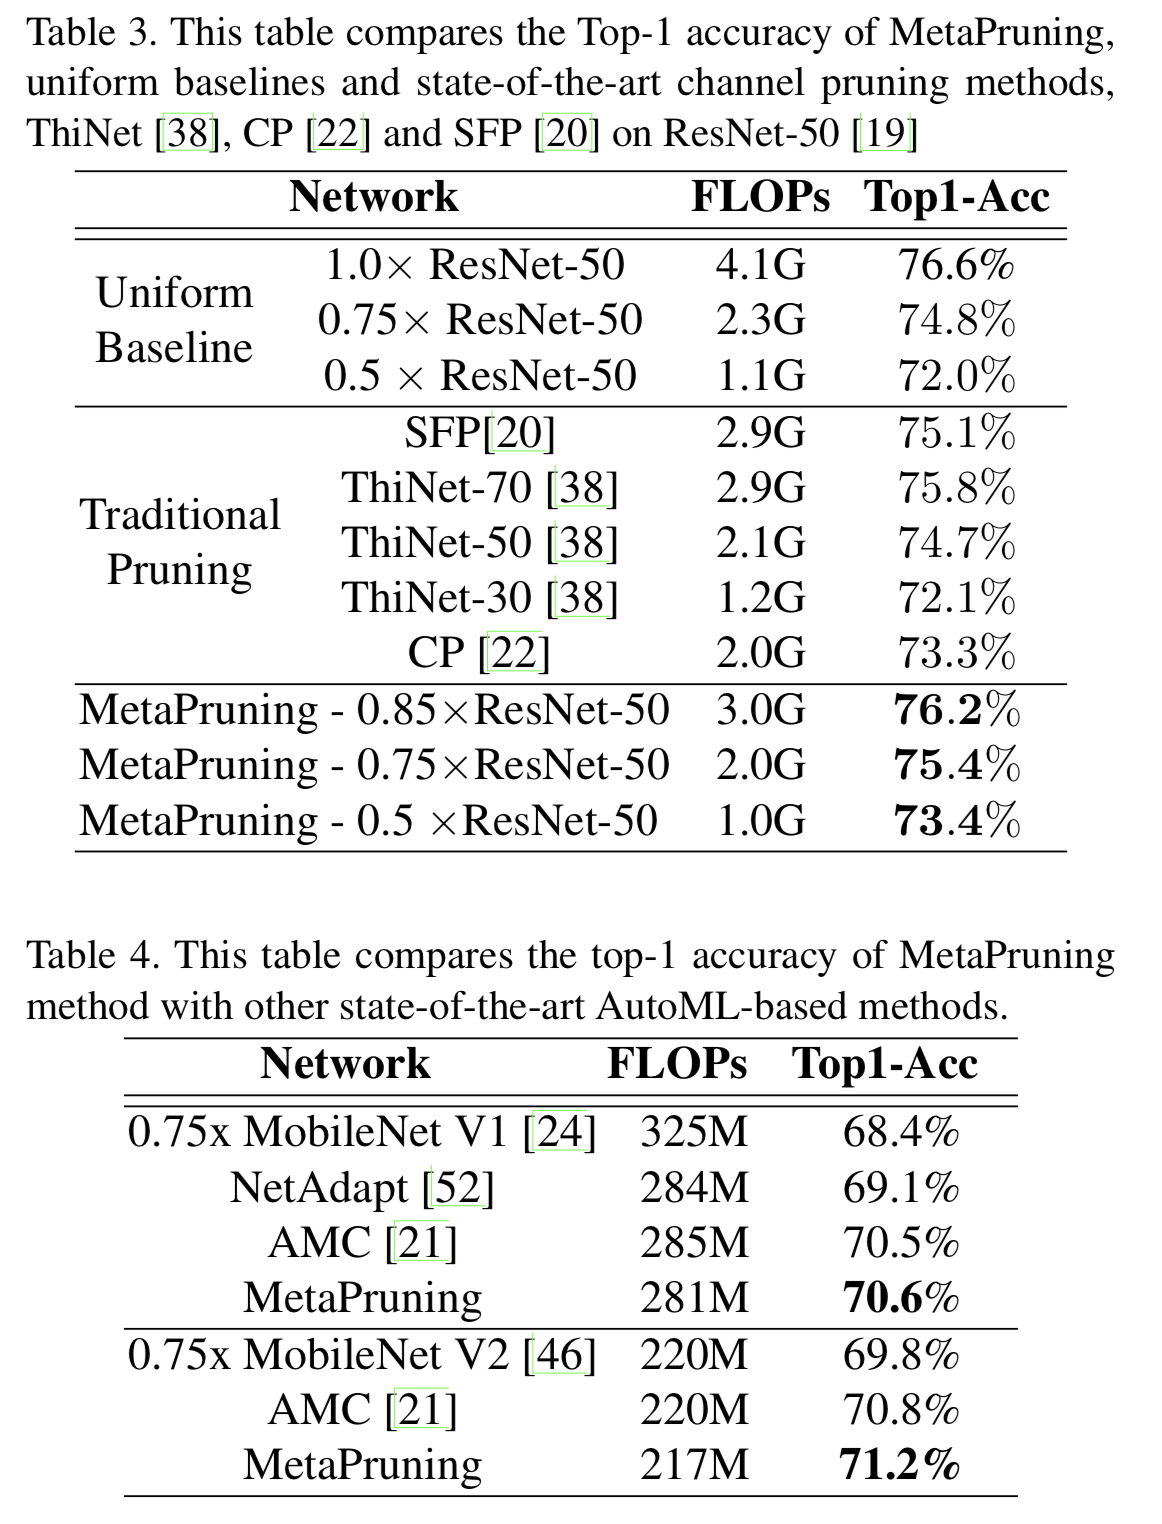 Table 3. This table compares the Top-1 accuracy of MetaPruning,
uniform baselines and state-of-the-art channel pruning methods,
ThiNet [38], CP [22] and SFP [20] on ResNet-50 [19]
Network FLOPs Top1-Acc
Uniform Baseline
1.0× ResNet-50 4.1G 76.6%
0.75× ResNet-50 2.3G 74.8%
0.5 × ResNet-50 1.1G 72.0%
Traditional Pruning
SFP[20] 2.9G 75.1%
ThiNet-70 [38] 2.9G 75.8%
ThiNet-50 [38] 2.1G 74.7%
ThiNet-30 [38] 1.2G 72.1%
CP [22] 2.0G 73.3%
MetaPruning - 0.85×ResNet-50 3.0G 76.2%
MetaPruning - 0.75×ResNet-50 2.0G 75.4%
MetaPruning - 0.5 ×ResNet-50 1.0G 73.4%
Table 4. This table compares the top-1 accuracy of MetaPruning
method with other state-of-the-art AutoML-based methods.
Network FLOPs Top1-Acc
0.75x MobileNet V1 [24] 325M 68.4%
NetAdapt [52] 284M 69.1%
AMC [21] 285M 70.5%
MetaPruning 281M 70.6%
0.75x MobileNet V2 [46] 220M 69.8%
AMC [21] 220M 70.8%
MetaPruning 217M 71.2%